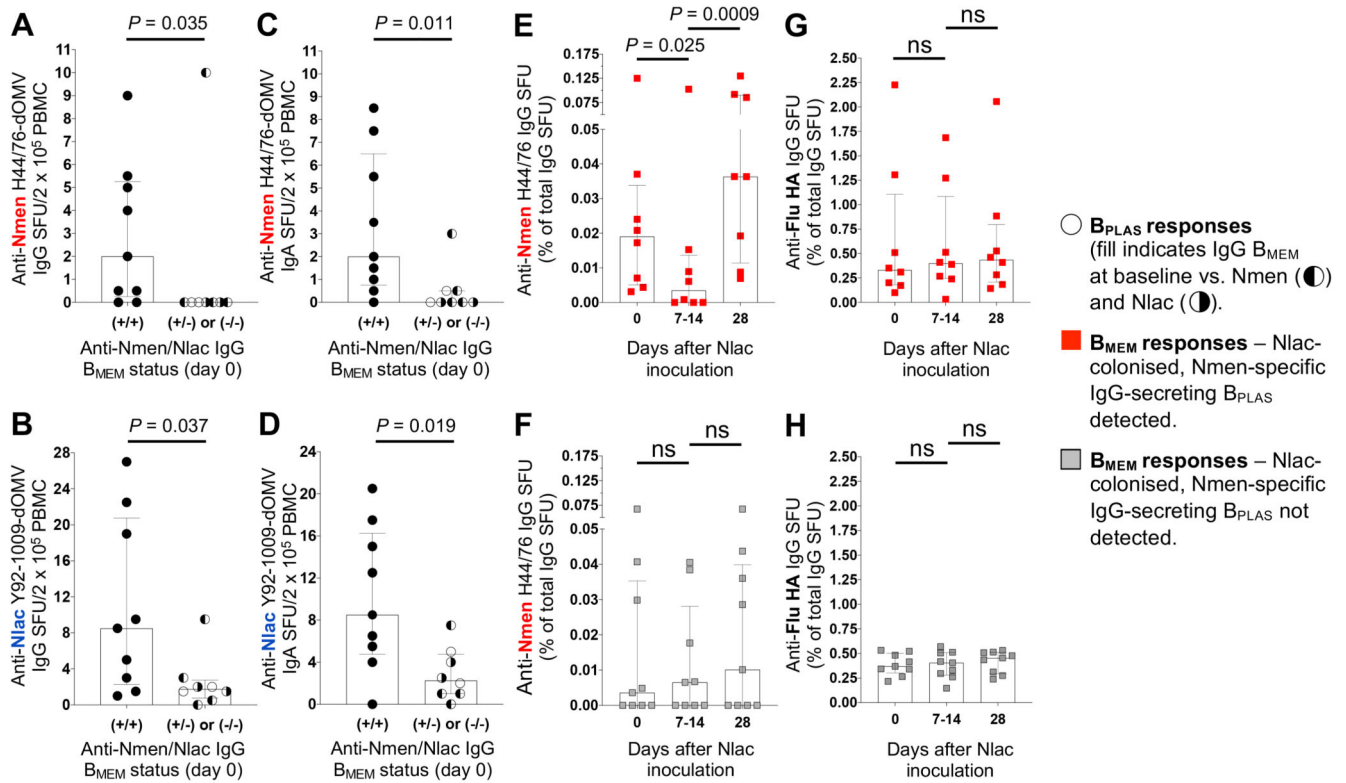 A
P = 0.035
Anti-Nmen H44/76-dOMV
IgG SFU/2 x 10⁵ PBMC
11
10
9
8
7
6
5
4
3
2
1
0
(+/+) (+/-) or (-/-)
Anti-Nmen/Nlac IgG
BMEM status (day 0)
C
P = 0.011
Anti-Nmen H44/76-dOMV
IgA SFU/2 x 10⁵ PBMC
11
10
9
8
7
6
5
4
3
2
1
0
(+/+) (+/-) or (-/-)
Anti-Nmen/Nlac IgG
BMEM status (day 0)
E
P = 0.0009
P = 0.025
Anti-Nmen H44/76 IgG SFU
(% of total IgG SFU)
0.175
0.125
0.075
0.05
0.04
0.03
0.02
0.01
0.00
0 7-14 28
Days after Nlac
inoculation
G
ns
ns
Anti-Flu HA IgG SFU
(% of total IgG SFU)
2.50
2.25
2.00
1.75
1.50
1.25
1.00
0.75
0.50
0.25
0.00
0 7-14 28
Days after Nlac
inoculation
B
P = 0.037
Anti-Nlac Y92-1009-dOMV
IgG SFU/2 x 10⁵ PBMC
28
24
20
16
12
8
4
0
(+/+) (+/-) or (-/-)
Anti-Nmen/Nlac IgG
BMEM status (day 0)
D
P = 0.019
Anti-Nlac Y92-1009-dOMV
IgA SFU/2 x 10⁵ PBMC
24
20
16
12
8
4
0
(+/+) (+/-) or (-/-)
Anti-Nmen/Nlac IgG
BMEM status (day 0)
F
ns
ns
Anti-Nmen H44/76 IgG SFU
(% of total IgG SFU)
0.175
0.125
0.075
0.05
0.04
0.03
0.02
0.01
0.00
0 7-14 28
Days after Nlac
inoculation
H
ns
ns
Anti-Flu HA IgG SFU
(% of total IgG SFU)
2.50
2.25
2.00
1.75
1.50
1.25
1.00
0.75
0.50
0.25
0.00
0 7-14 28
Days after Nlac
inoculation
BPLAS responses
(fill indicates IgG BMEM
at baseline vs. Nmen (◐)
and Nlac (◑).
BMEM responses – Nlac-
colonised, Nmen-specific
IgG-secreting BPLAS
detected.
BMEM responses – Nlac-
colonised, Nmen-specific
IgG-secreting BPLAS not
detected.